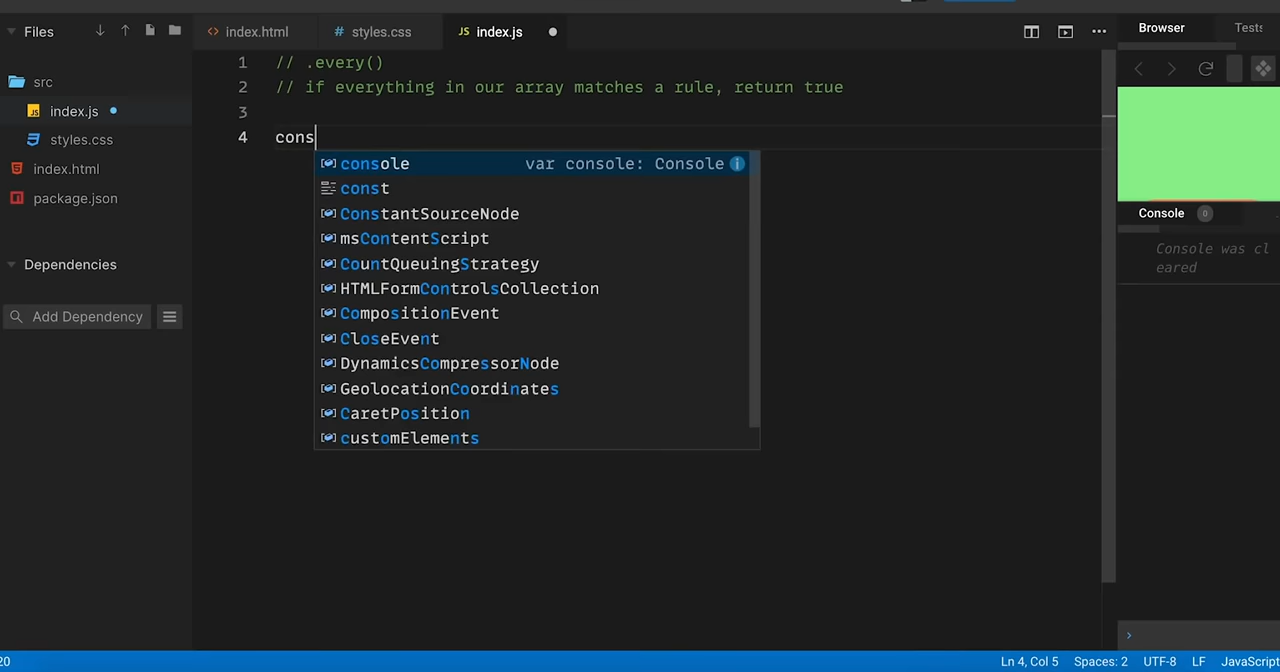 Files
index.html
# styles.css
JS index.js
Browser
Tests
src
JS index.js
styles.css
index.html
package.json
Dependencies
Add Dependency
1 // .every()
2 // if everything in our array matches a rule, return true
3
4 cons
console var console: Console
const
ConstantSourceNode
msContentScript
CountQueuingStrategy
HTMLFormControlsCollection
CompositionEvent
CloseEvent
DynamicsCompressorNode
GeolocationCoordinates
CaretPosition
customElements
Console 0
Console was cl
eared
20
Ln 4, Col 5 Spaces: 2 UTF-8 LF JavaScript